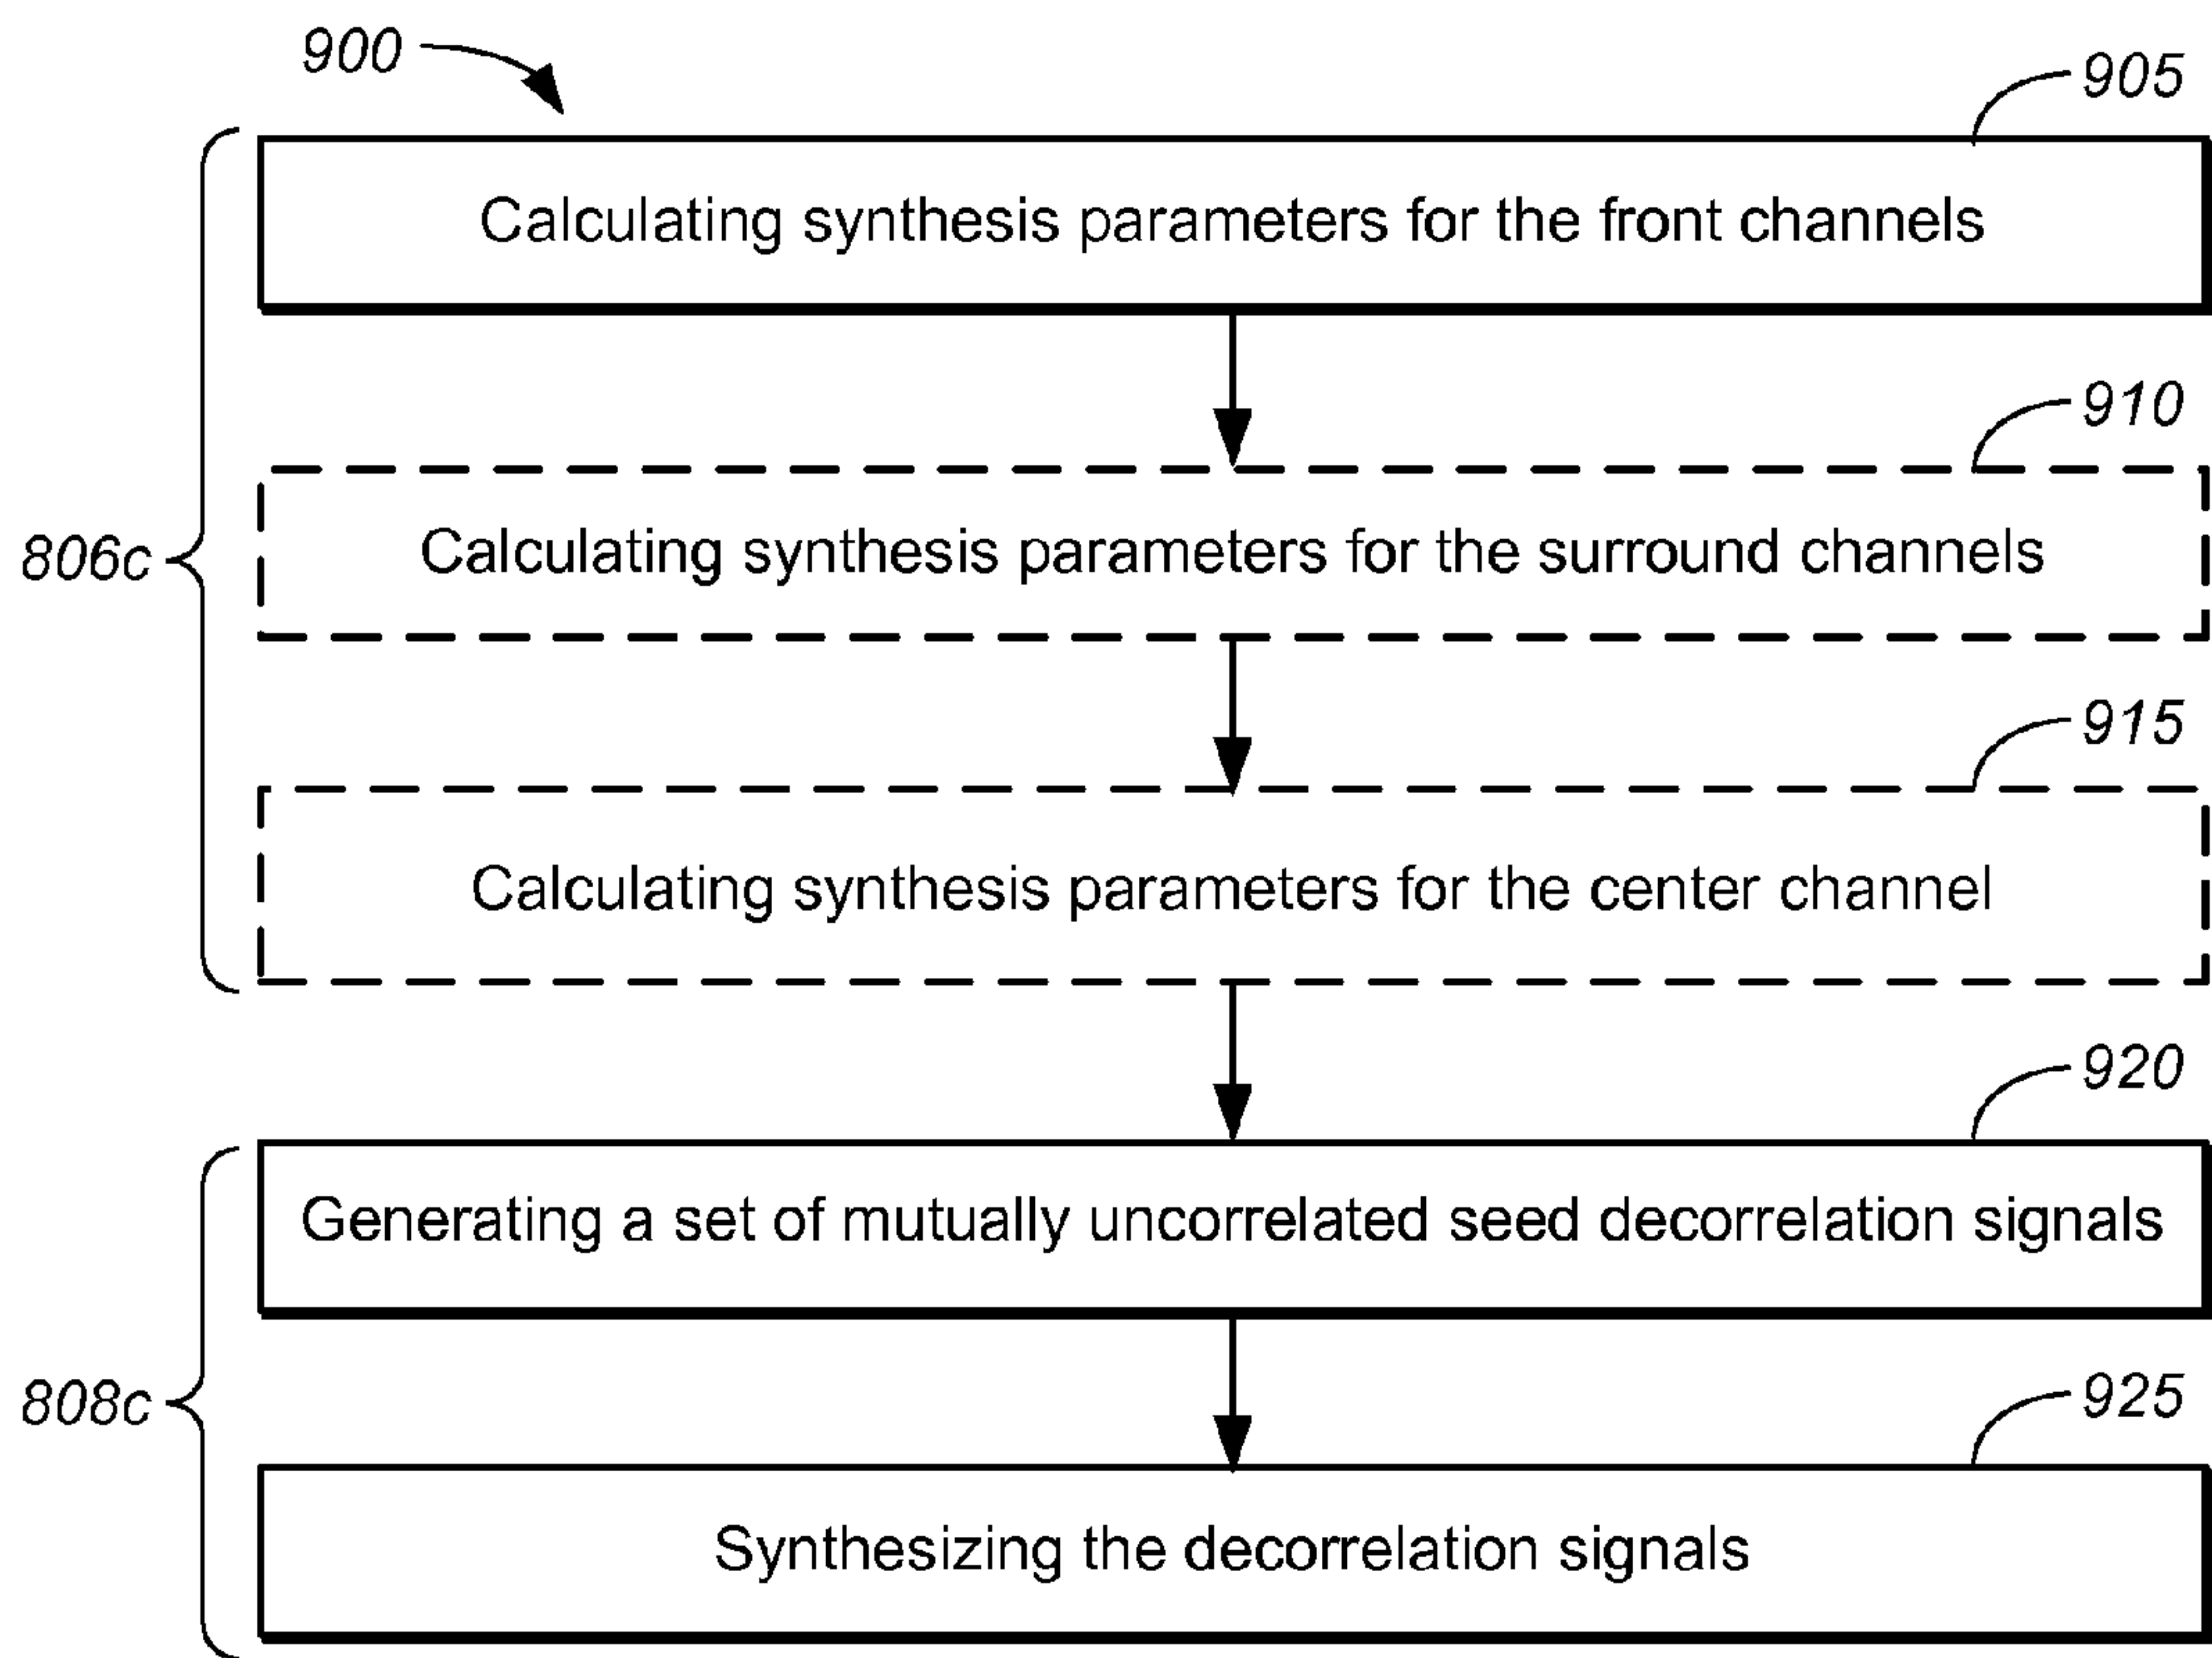 900
905
Calculating synthesis parameters for the front channels
910
806c
Calculating synthesis parameters for the surround channels
915
Calculating synthesis parameters for the center channel
920
Generating a set of mutually uncorrelated seed decorrelation signals
808c
925
Synthesizing the decorrelation signals